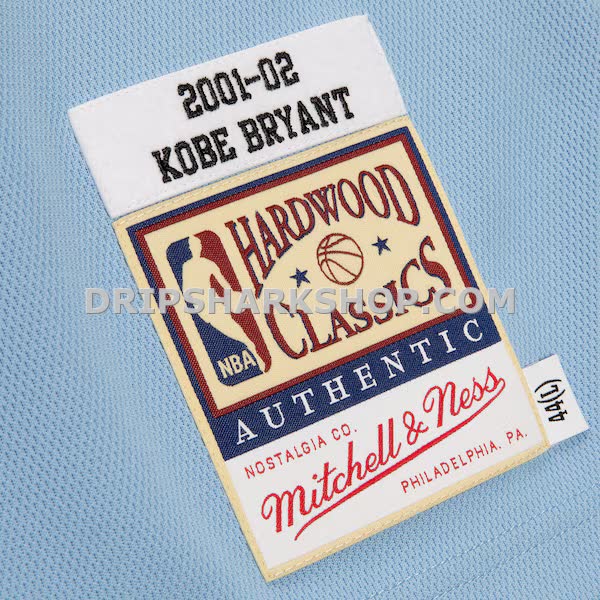 2001-02
KOBE BRYANT
HARDWOOD
CLASSICS
NBA
DRIPSHARKSHOP.COM
AUTHENTIC
NOSTALGIA CO.
Mitchell & Ness
PHILADELPHIA, PA.
44(L)